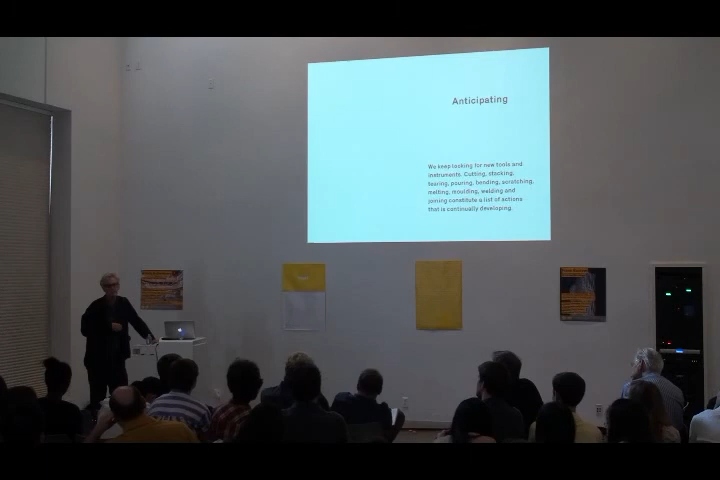 Anticipating
We keep looking for new tools and
instruments. Cutting, stacking,
tearing, pouring, bending, scratching,
melting, moulding, welding and
joining constitute a list of actions
that is continually developing.